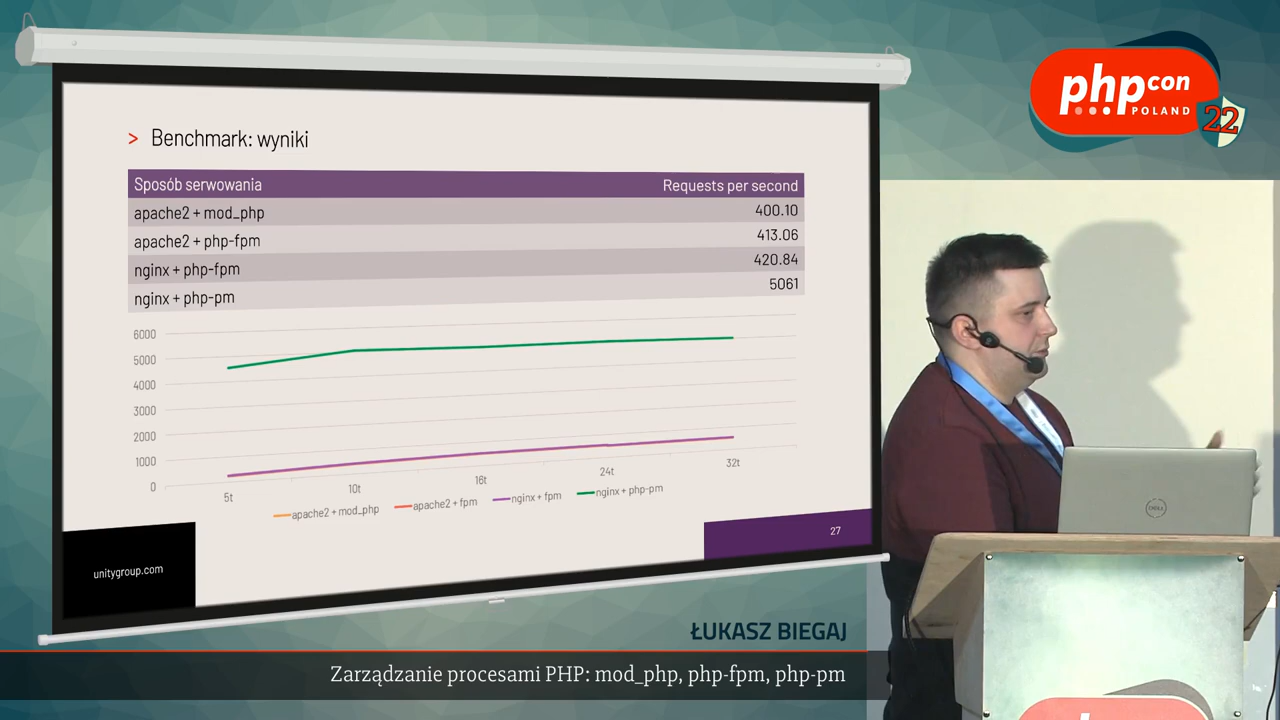 phpcon
POLAND
22
> Benchmark: wyniki
Sposób serwowania Requests per second
apache2 + mod_php 400.10
apache2 + php-fpm 413.06
nginx + php-fpm 420.84
nginx + php-pm 5061
6000
5000
4000
3000
2000
1000
0
5t 10t 16t 24t 32t
apache2 + mod_php apache2 + fpm nginx + fpm nginx + php-pm
27
unitygroup.com
DELL
ŁUKASZ BIEGAJ
Zarządzanie procesami PHP: mod_php, php-fpm, php-pm